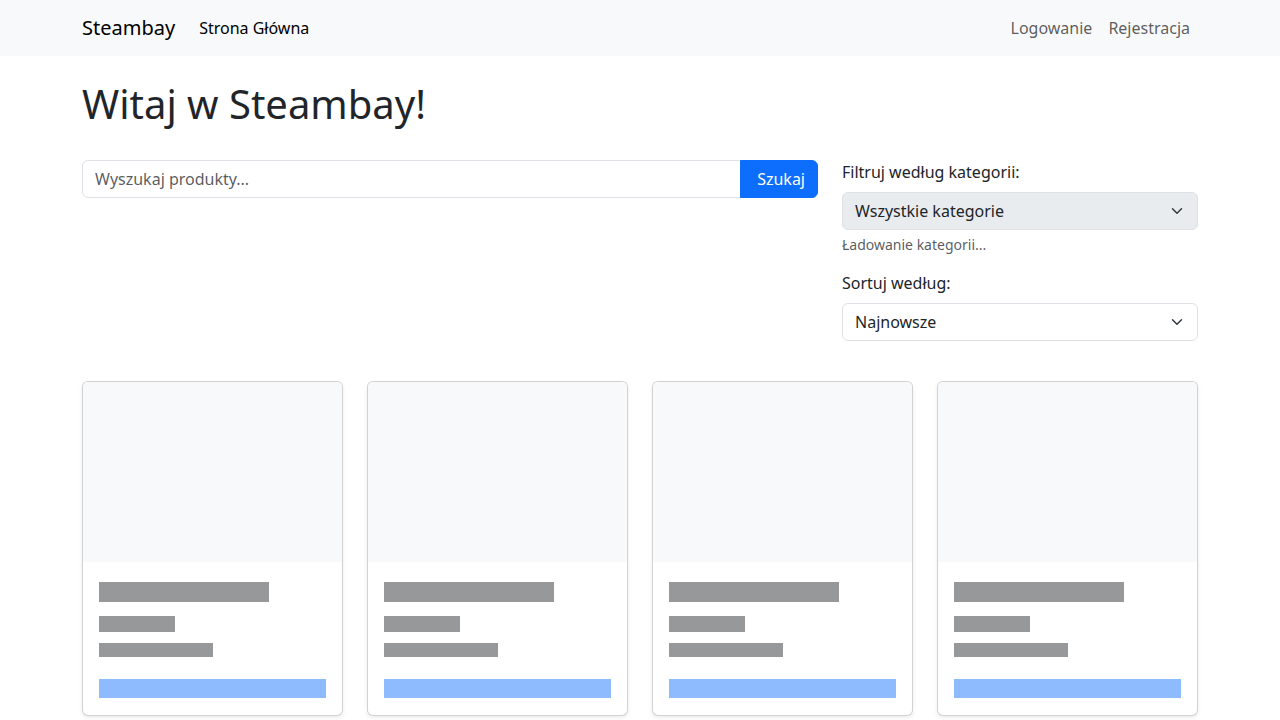 Steambay Strona Główna Logowanie Rejestracja
Witaj w Steambay!
Wyszukaj produkty... Szukaj
Filtruj według kategorii:
Wszystkie kategorie
Ładowanie kategorii...
Sortuj według:
Najnowsze